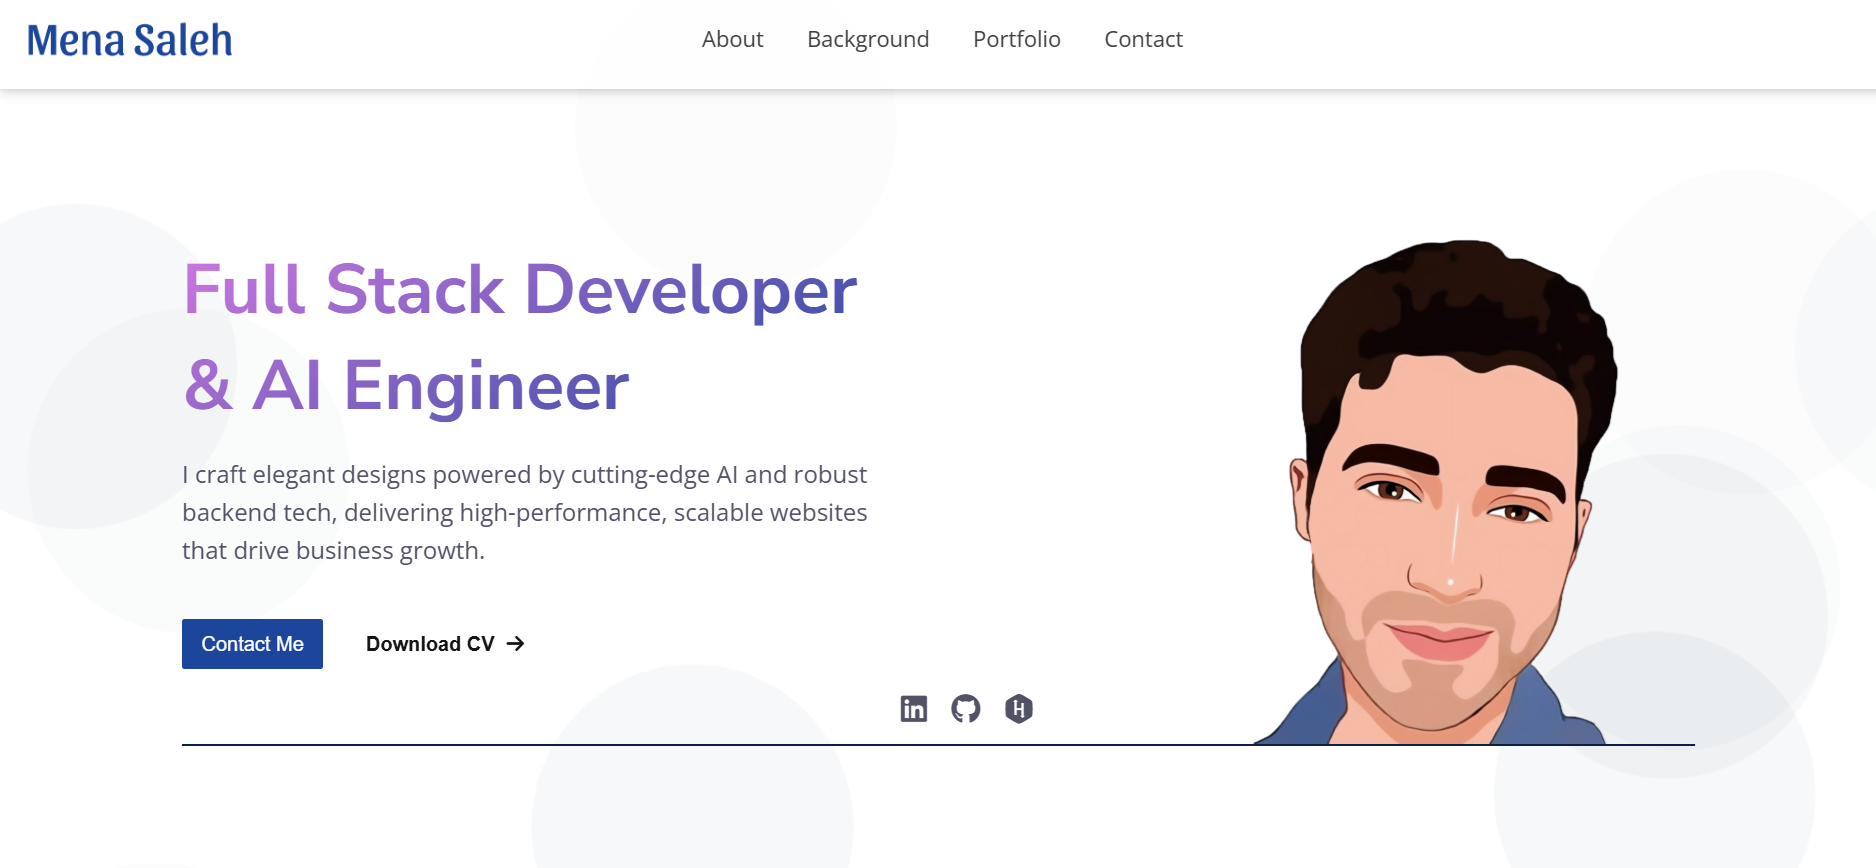 Mena Saleh
About Background Portfolio Contact
Full Stack Developer
& AI Engineer
I craft elegant designs powered by cutting-edge AI and robust
backend tech, delivering high-performance, scalable websites
that drive business growth.
Contact Me Download CV →
in H